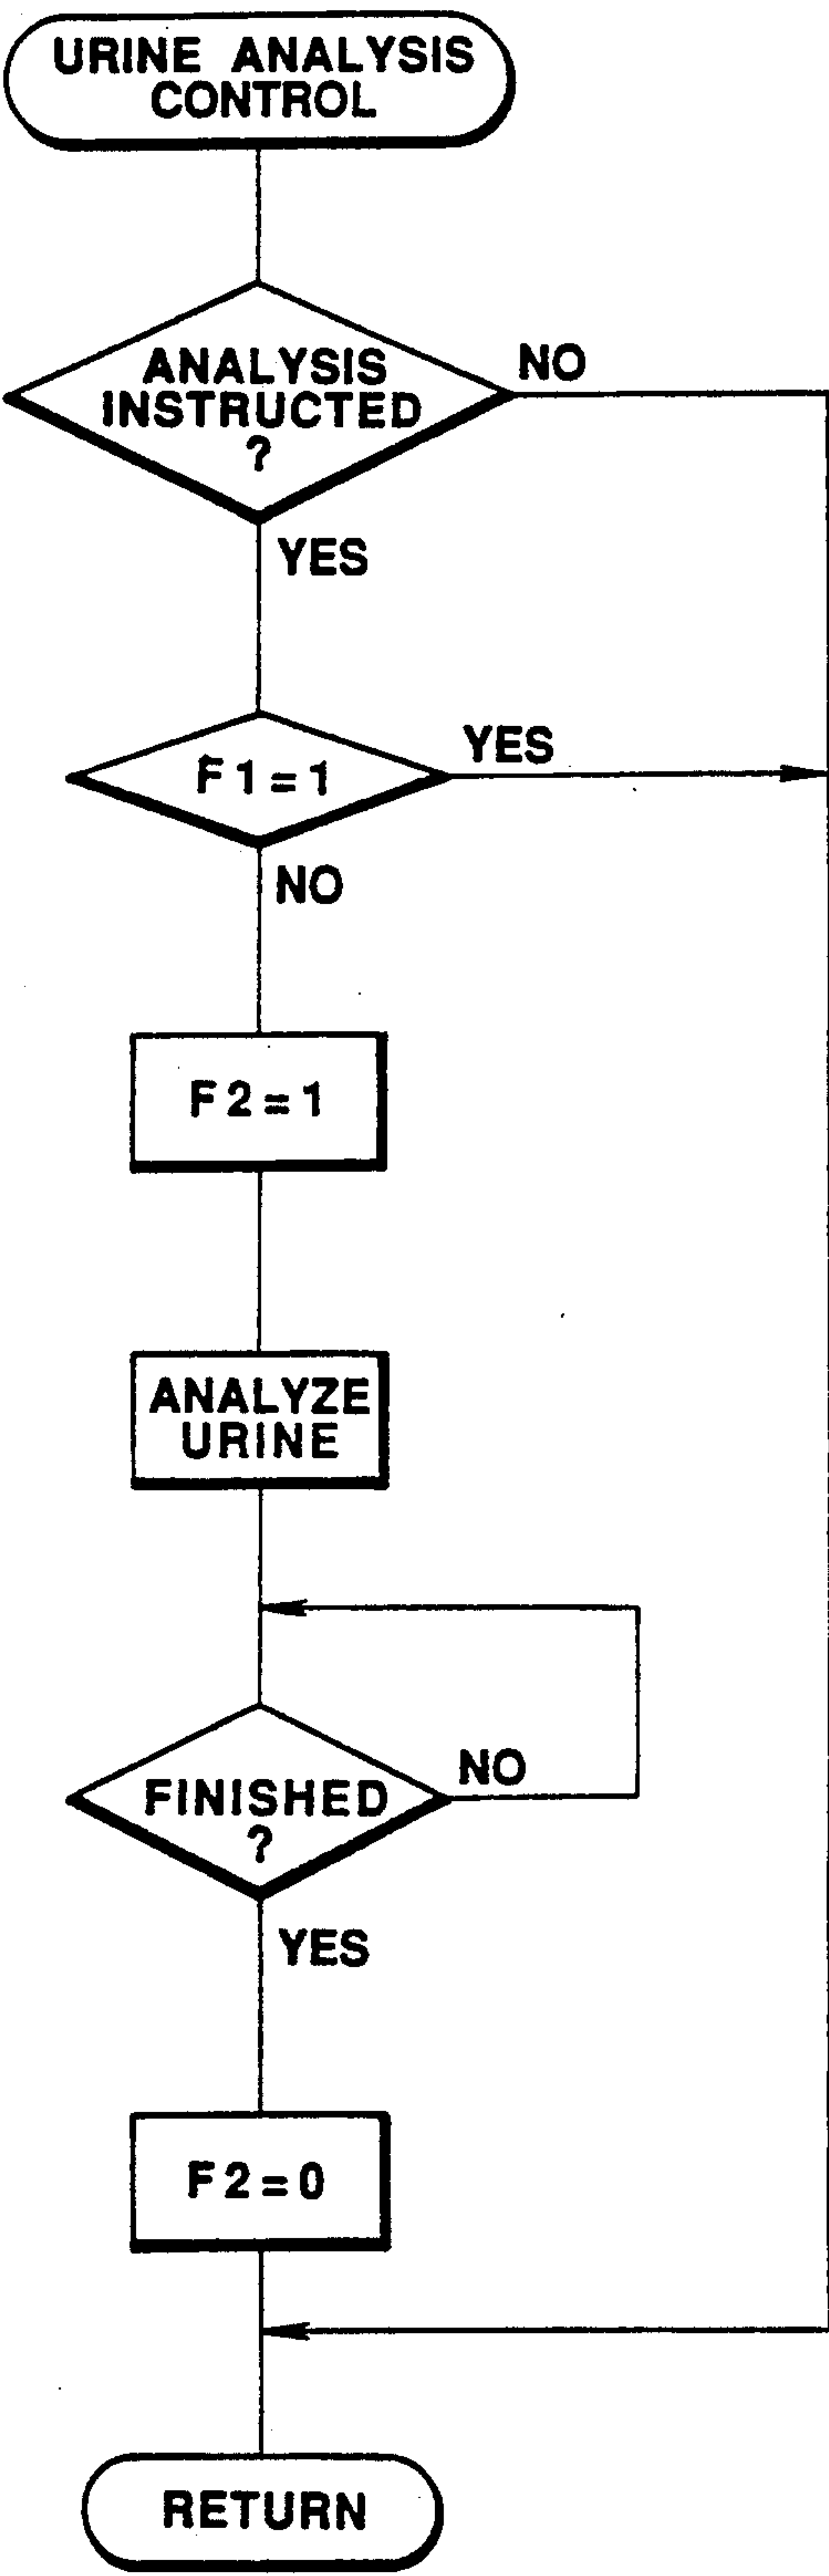 URINE ANALYSIS
CONTROL
ANALYSIS
INSTRUCTED
?
NO
YES
F1=1
YES
NO
F2=1
ANALYZE
URINE
FINISHED
?
NO
YES
F2=0
RETURN